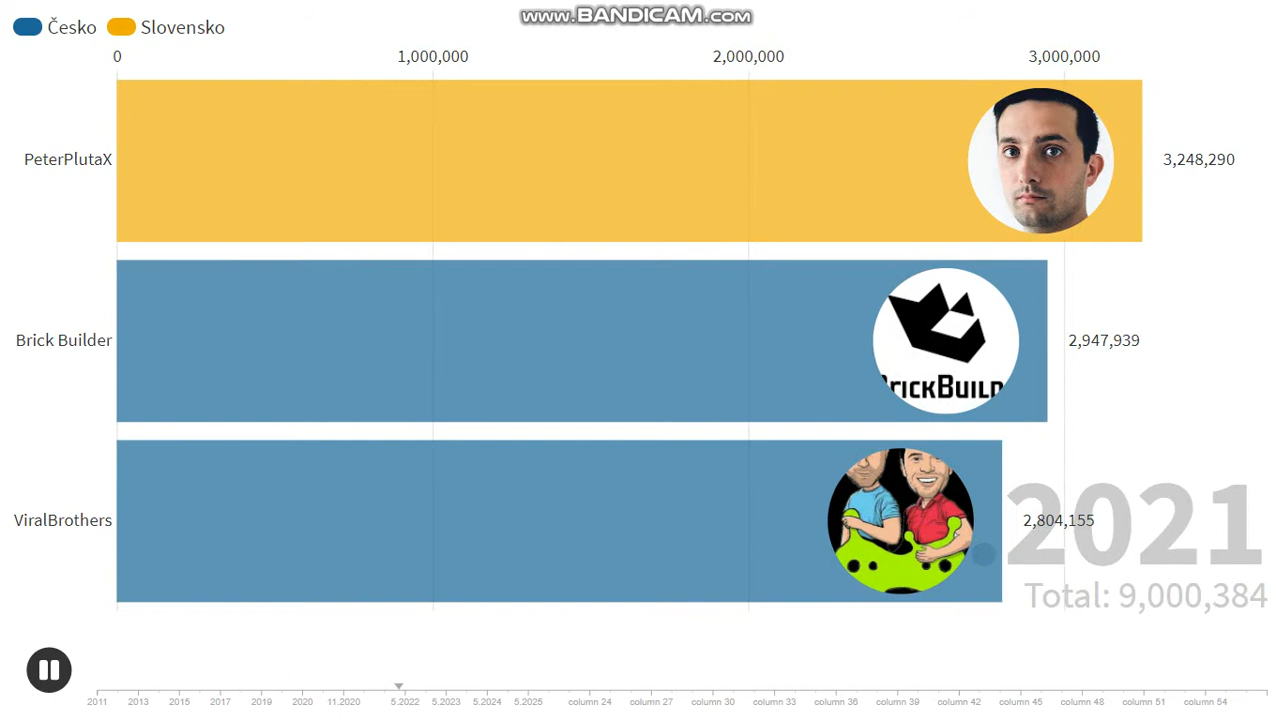 www.BANDICAM.com
Česko Slovensko
0 1,000,000 2,000,000 3,000,000
PeterPlutaX 3,248,290
Brick Builder 2,947,939
BRICKBUILD
ViralBrothers 2,804,155
2021
Total: 9,000,384
2011 2013 2015 2017 2019 11.2020 5.2022 5.2023 5.2024 5.2025 column 24 column 27 column 30 column 33 column 36 column 39 column 42 column 45 column 48 column 51 column 54